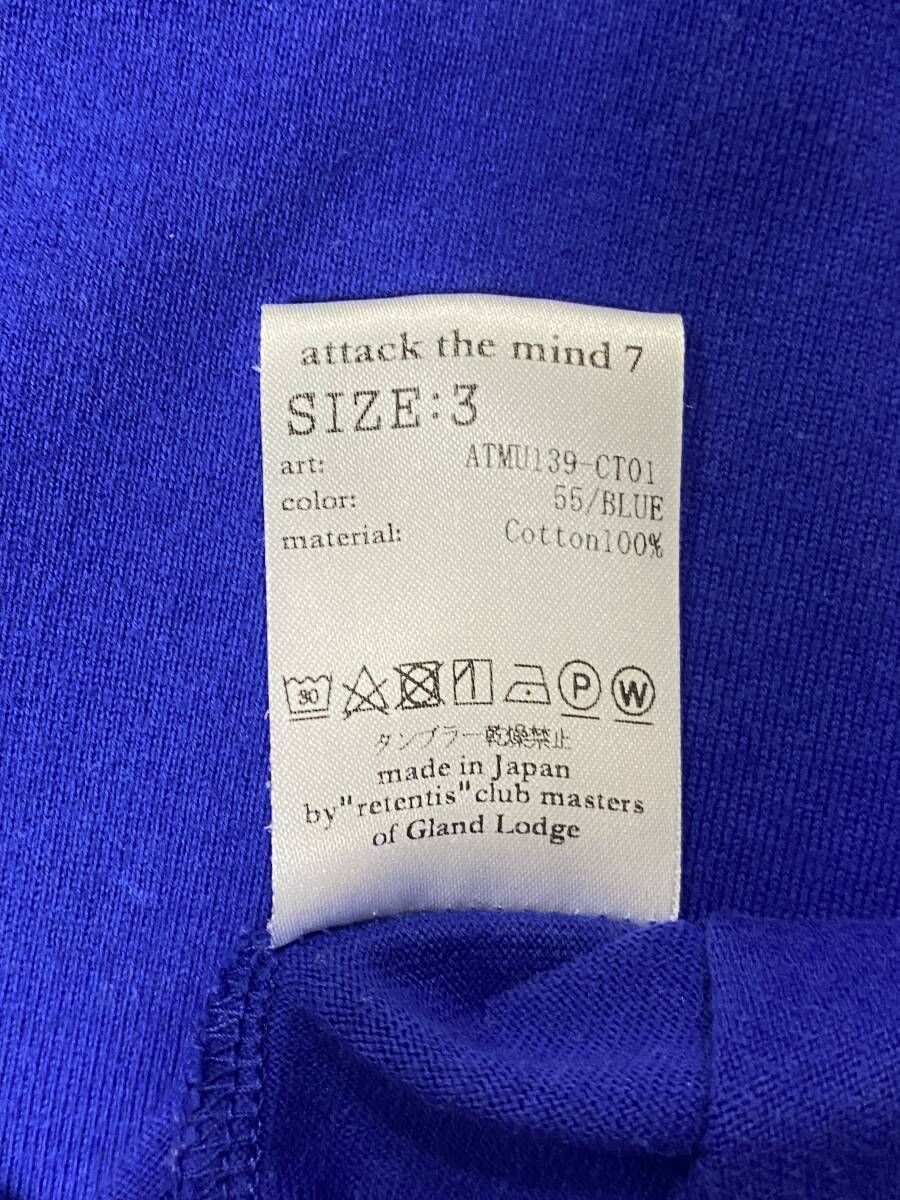 attack the mind 7
SIZE:3
art: ATMU139-CT01
color: 55/BLUE
material: Cotton100%
30 P W
タンブラー乾燥禁止
made in Japan
by"retentis"club masters
of Gland Lodge